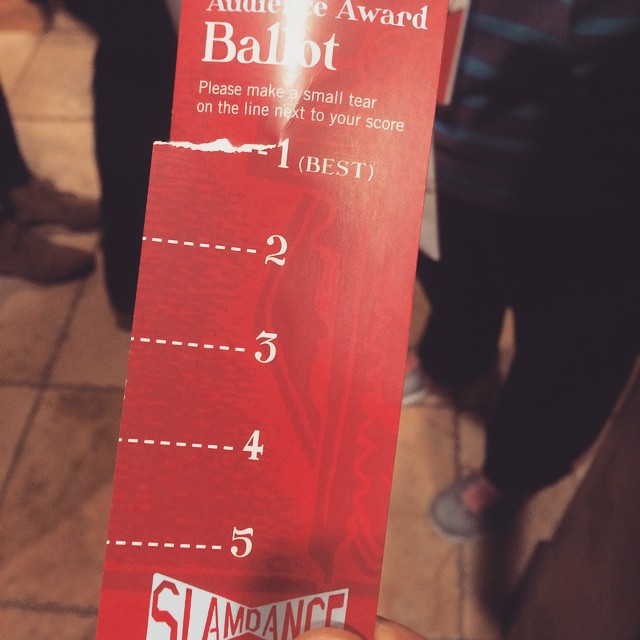 Audience Award
Ballot
Please make a small tear
on the line next to your score
1 (BEST)
2
3
4
5
SLAMDANCE